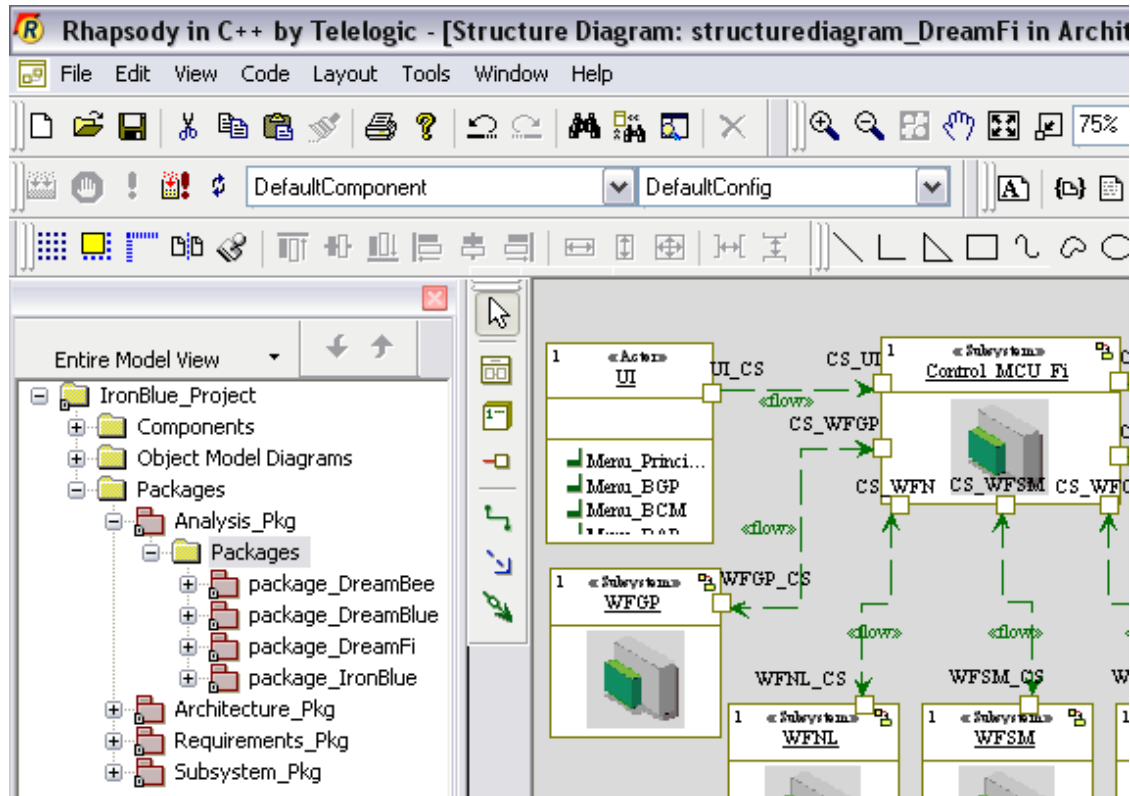 Rhapsody in C++ by Telelogic - [Structure Diagram: structurediagram_DreamFi in Archit
File Edit View Code Layout Tools Window Help
75%
DefaultComponent DefaultConfig
Entire Model View
IronBlue_Project
Components
Object Model Diagrams
Packages
Analysis_Pkg
Packages
package_DreamBee
package_DreamBlue
package_DreamFi
package_IronBlue
Architecture_Pkg
Requirements_Pkg
Subsystem_Pkg
1 «Actor»
UI
Menu_Princi...
Menu_BGP
Menu_BCM
UI_CS
«flow»
CS_UI
1 «Subsystem»
Control_MCU_Fi
CS_WFGP
CS_WFN CS_WFSM CS_WFC
«flow»
1 «Subsystem»
WFGP
WFGP_CS
«flow» «flow»
WFNL_CS WFSM_CS W
1 «Subsystem»
WFNL
1 «Subsystem»
WFSM
1